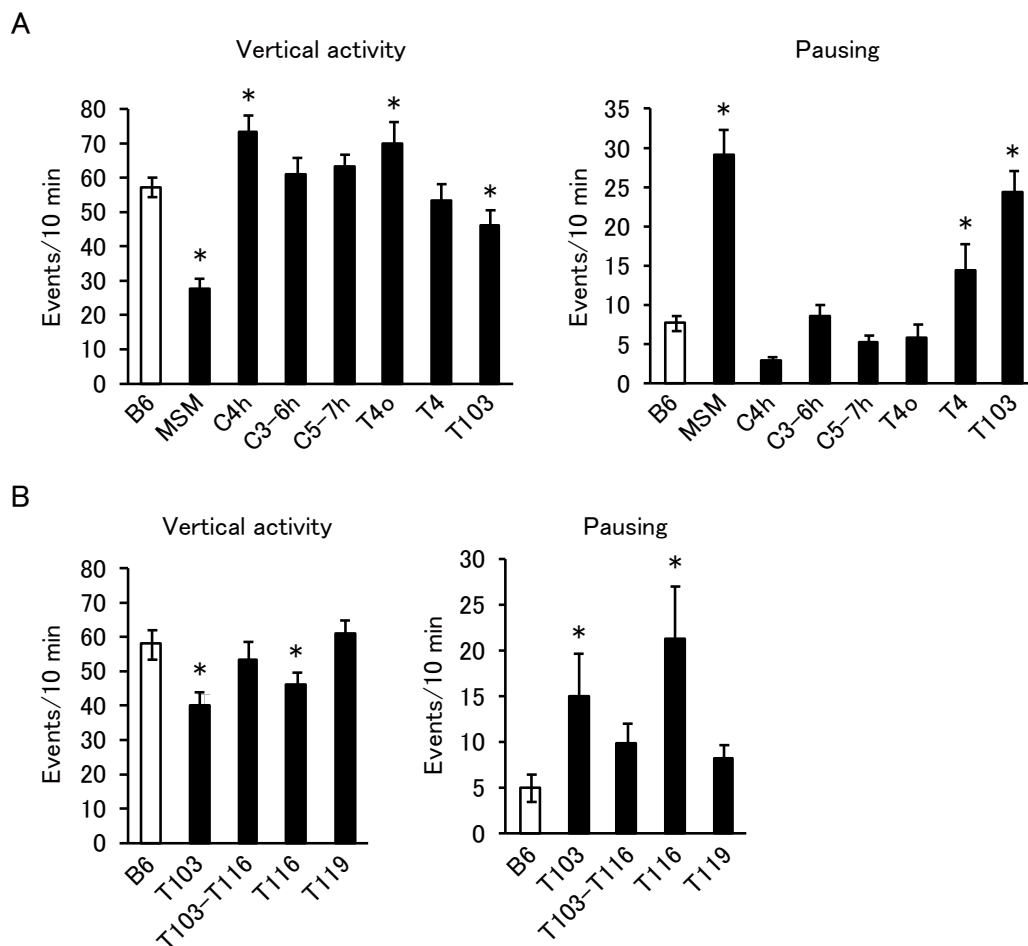 A
Vertical activity
Events/10 min
80
70
60
50
40
30
20
10
0
*
*
*
*
B6
MSM
C4h
C3-6h
C5-7h
T4o
T4
T103
Pausing
Events/10 min
35
30
25
20
15
10
5
0
*
*
*
B6
MSM
C4h
C3-6h
C5-7h
T4o
T4
T103
B
Vertical activity
Events/10 min
80
70
60
50
40
30
20
10
0
*
*
B6
T103
T103-T116
T116
T119
Pausing
Events/10 min
30
25
20
15
10
5
0
*
*
B6
T103
T103-T116
T116
T119